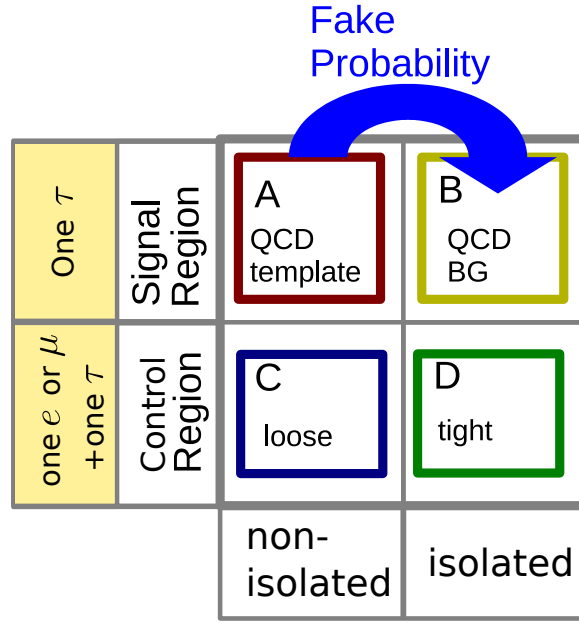 Fake
Probability
One τ
Signal
Region
A
QCD
template
B
QCD
BG
one e or μ
+one τ
Control
Region
C
loose
D
tight
non-
isolated
isolated